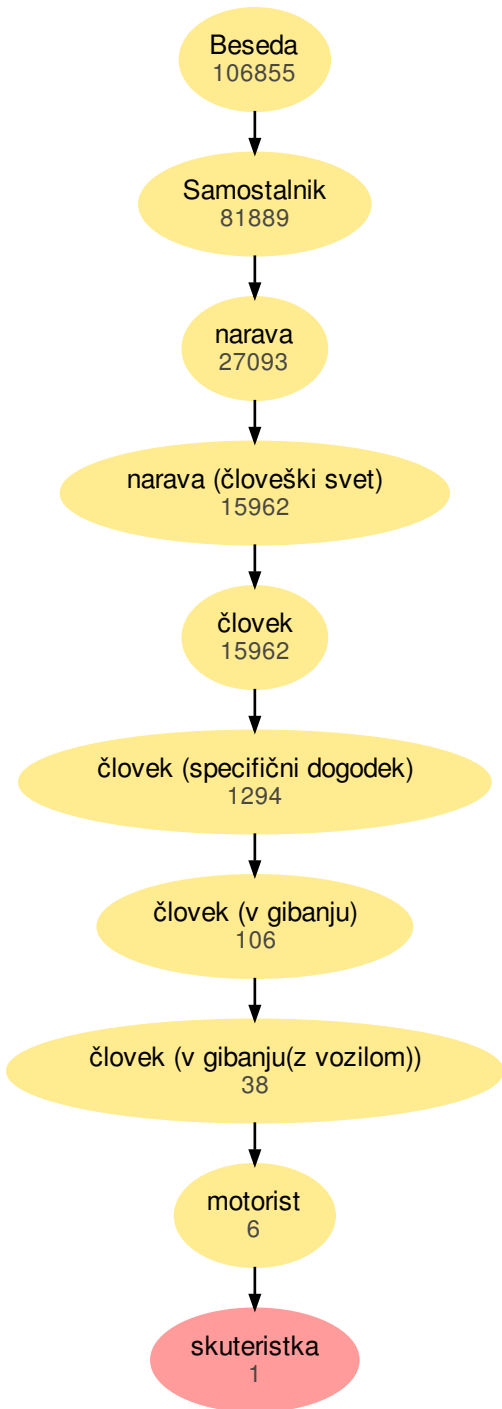 Beseda
106855
Samostalnik
81889
narava
27093
narava (človeški svet)
15962
človek
15962
človek (specifični dogodek)
1294
človek (v gibanju)
106
človek (v gibanju(z vozilom))
38
motorist
6
skuteristka
1